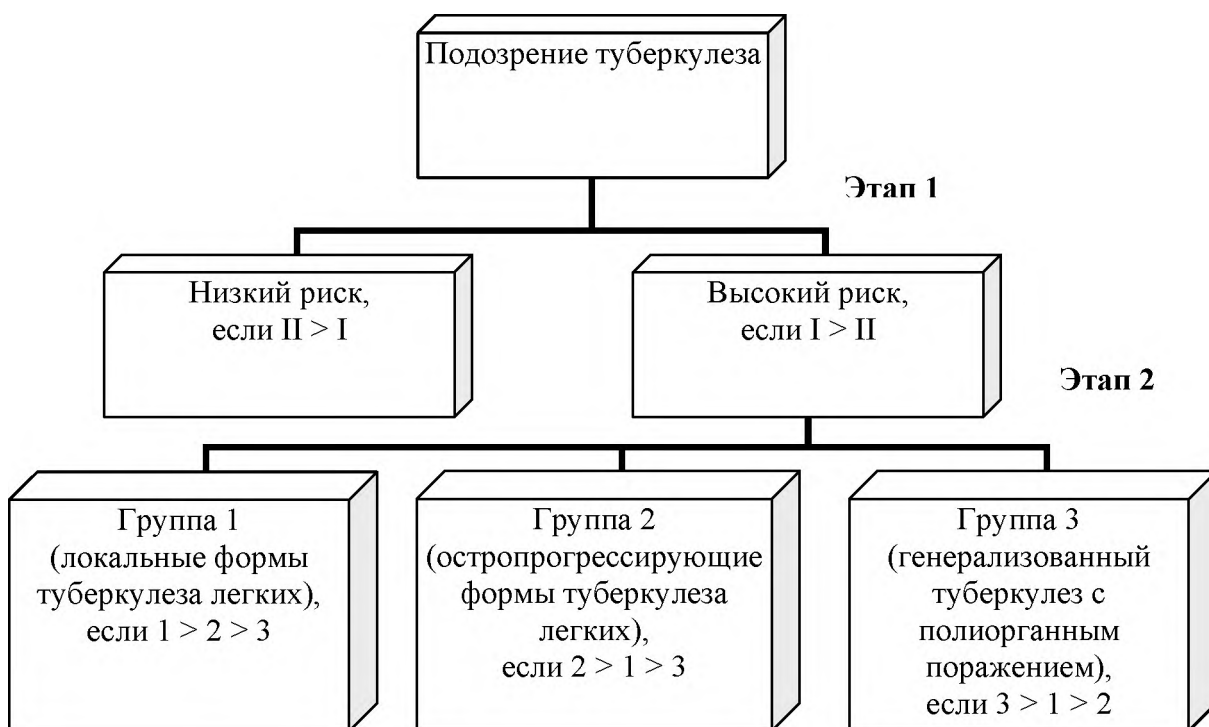 Подозрение туберкулеза
Этап 1
Низкий риск,
если II > I
Высокий риск,
если I > II
Этап 2
Группа 1
(локальные формы
туберкулеза легких),
если 1 > 2 > 3
Группа 2
(остропрогрессирующие
формы туберкулеза
легких),
если 2 > 1 > 3
Группа 3
(генерализованный
туберкулез с
полиорганным
поражением),
если 3 > 1 > 2